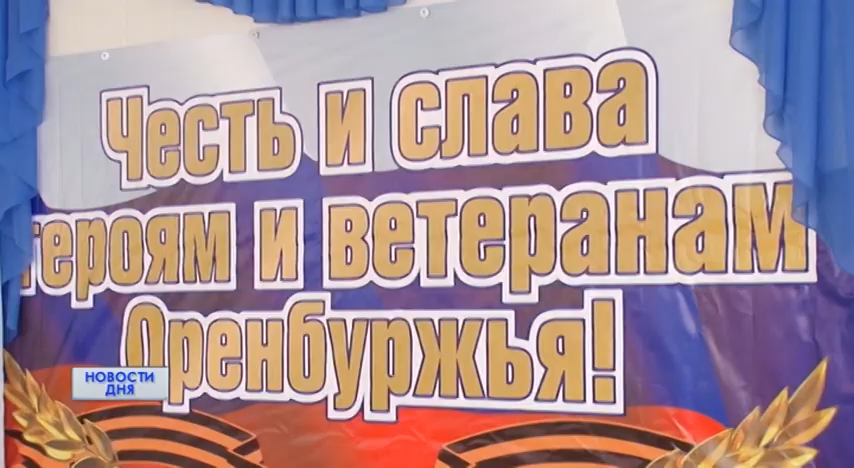 Честь и слава
героям и ветеранам
Оренбуржья!
НОВОСТИ
ДНЯ